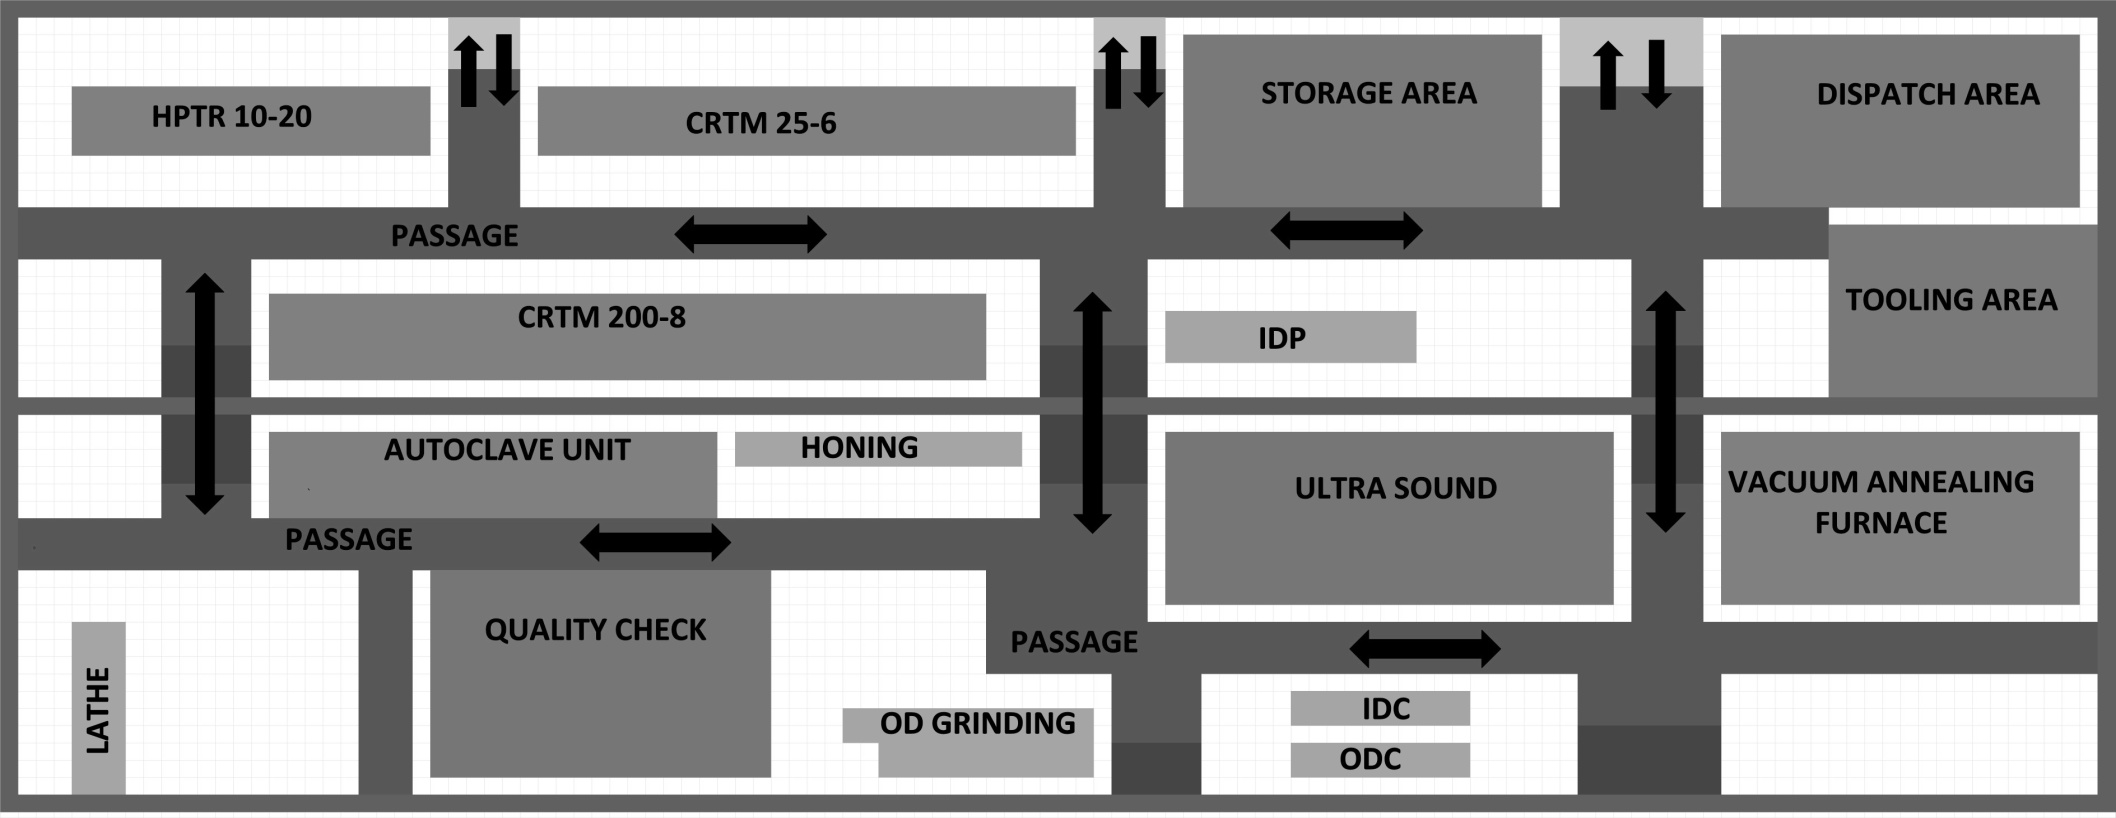 HPTR 10-20
CRTM 25-6
STORAGE AREA
DISPATCH AREA
PASSAGE
CRTM 200-8
IDP
TOOLING AREA
AUTOCLAVE UNIT
HONING
ULTRA SOUND
VACUUM ANNEALING
FURNACE
PASSAGE
QUALITY CHECK
PASSAGE
LATHE
OD GRINDING
IDC
ODC